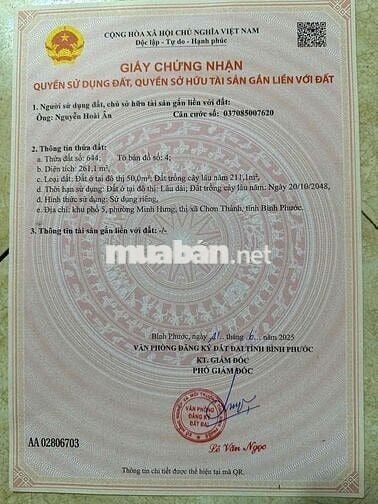 CỘNG HÒA XÃ HỘI CHỦ NGHĨA VIỆT NAM
Độc lập - Tự do - Hạnh phúc
GIẤY CHỨNG NHẬN
QUYỀN SỬ DỤNG ĐẤT, QUYỀN SỞ HỮU TÀI SẢN GẮN LIỀN VỚI ĐẤT
1. Người sử dụng đất, chủ sở hữu tài sản gắn liền với đất:
Ông: Nguyễn Hoài Ân Căn cước số: 037085007620
2. Thông tin thửa đất:
a. Thửa đất số: 644; Tờ bản đồ số: 4;
b. Diện tích: 261,1 m²;
c. Loại đất: Đất ở tại đô thị 50,0m²; Đất trồng cây lâu năm 211,1m²;
d. Thời hạn sử dụng: Đất ở tại đô thị: Lâu dài; Đất trồng cây lâu năm: Ngày 20/10/2048,
đ. Hình thức sử dụng: Sử dụng riêng,
e. Địa chỉ: khu phố 5, phường Minh Hưng, thị xã Chơn Thành, tỉnh Bình Phước.
3. Thông tin tài sản gắn liền với đất: -/-
muaban.net
Bình Phước, ngày 21 tháng 6 năm 2025
VĂN PHÒNG ĐĂNG KÝ ĐẤT ĐAI TỈNH BÌNH PHƯỚC
KT. GIÁM ĐỐC
PHÓ GIÁM ĐỐC
VĂN PHÒNG
ĐĂNG KÝ
ĐẤT ĐAI
AA 02806703
Lê Văn Ngọc
Thông tin chi tiết được thể hiện tại mã QR.